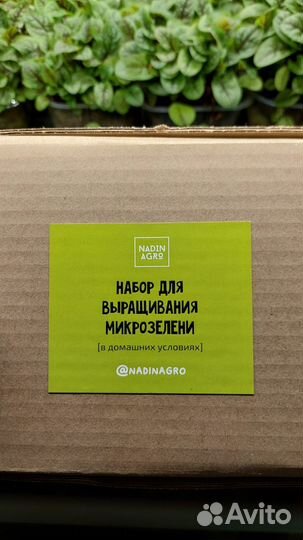 NADIN
AGRO
НАБОР ДЛЯ
ВЫРАЩИВАНИЯ
МИКРОЗЕЛЕНИ
[в домашних условиях]
@NADINAGRO
Avito